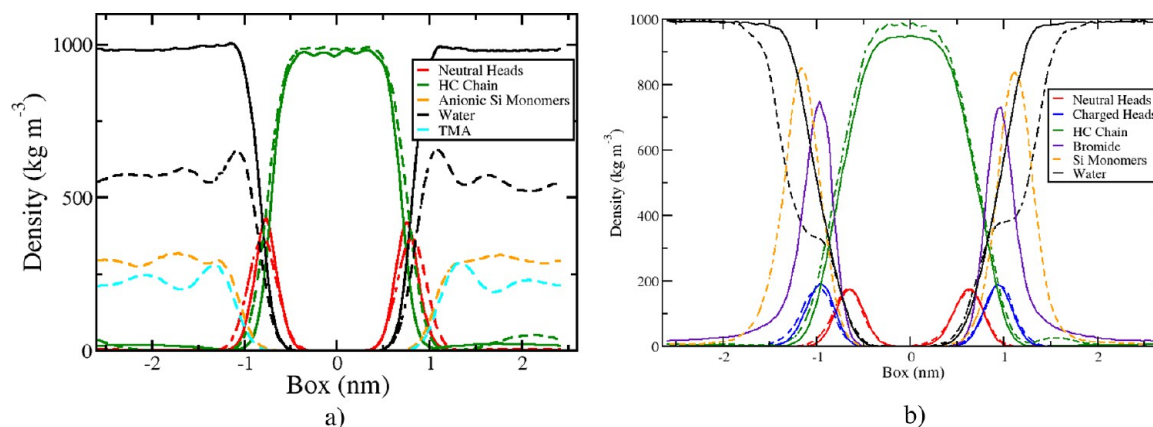 1000
500
0
Density (kg m-3)
-2
-1
0
1
2
Box (nm)
Neutral Heads
HC Chain
Anionic Si Monomers
Water
TMA
a)
1000
800
600
400
200
0
Density (kg m-3)
-2
-1
0
1
2
Box (nm)
Neutral Heads
Charged Heads
HC Chain
Bromide
Si Monomers
Water
b)